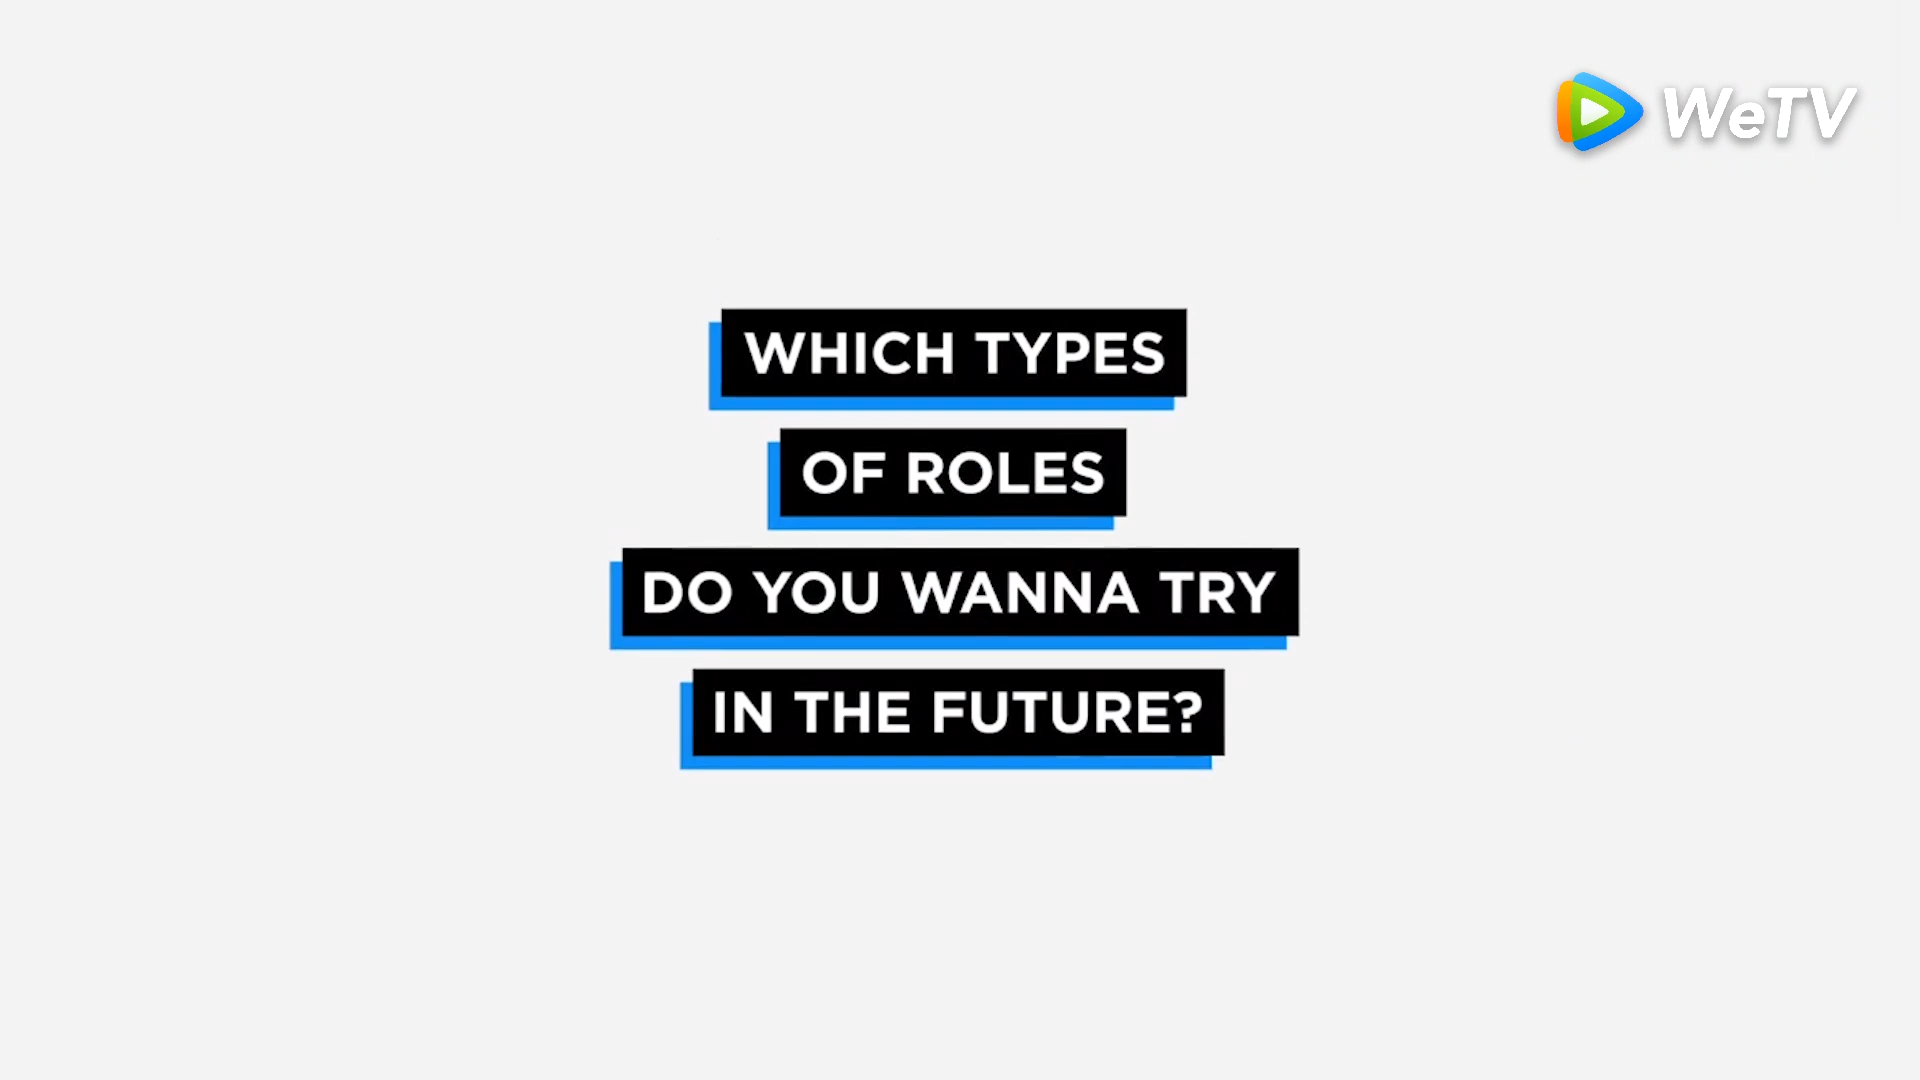 WeTV
WHICH TYPES
OF ROLES
DO YOU WANNA TRY
IN THE FUTURE?